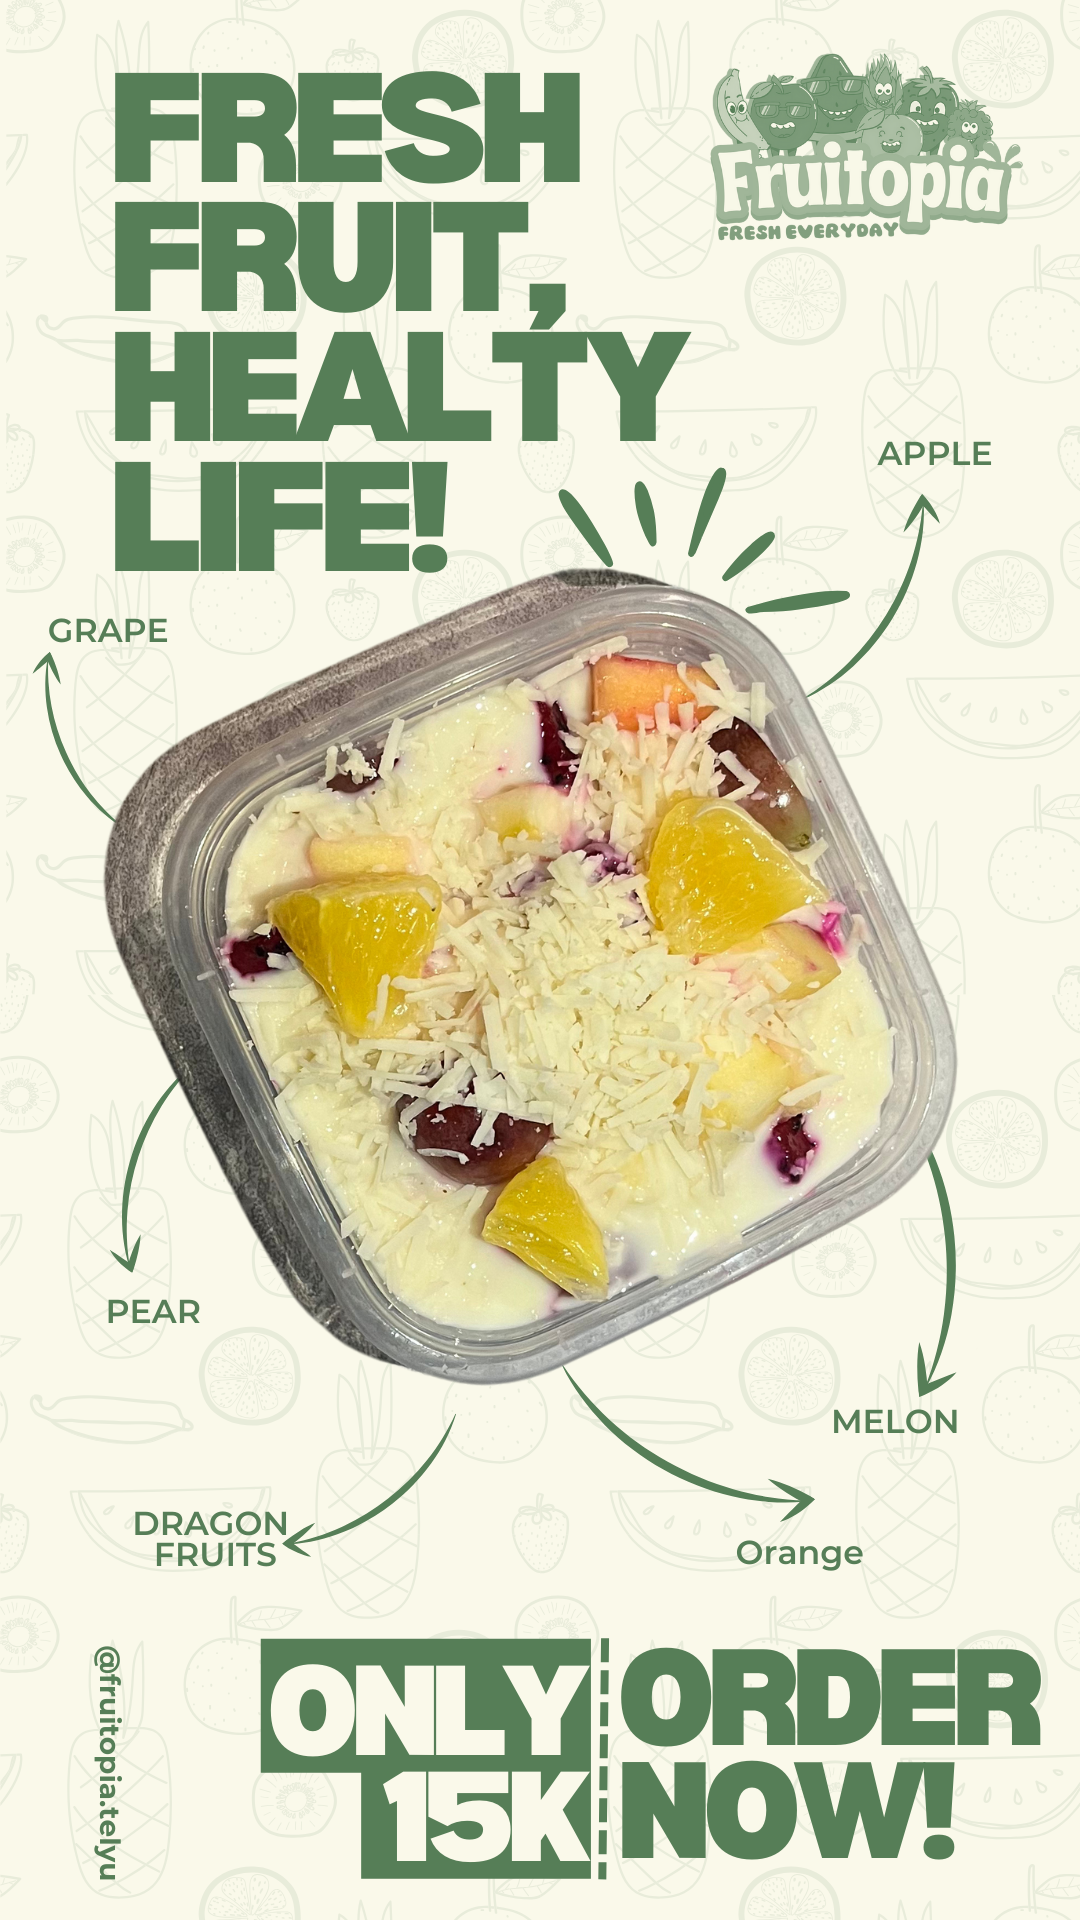 FRESH
FRUIT,
HEALTY
LIFE!
Fruitopia
FRESH EVERYDAY
APPLE
GRAPE
PEAR
MELON
DRAGON
FRUITS
Orange
@fruitopia.telyu
ONLY
15K
ORDER
NOW!